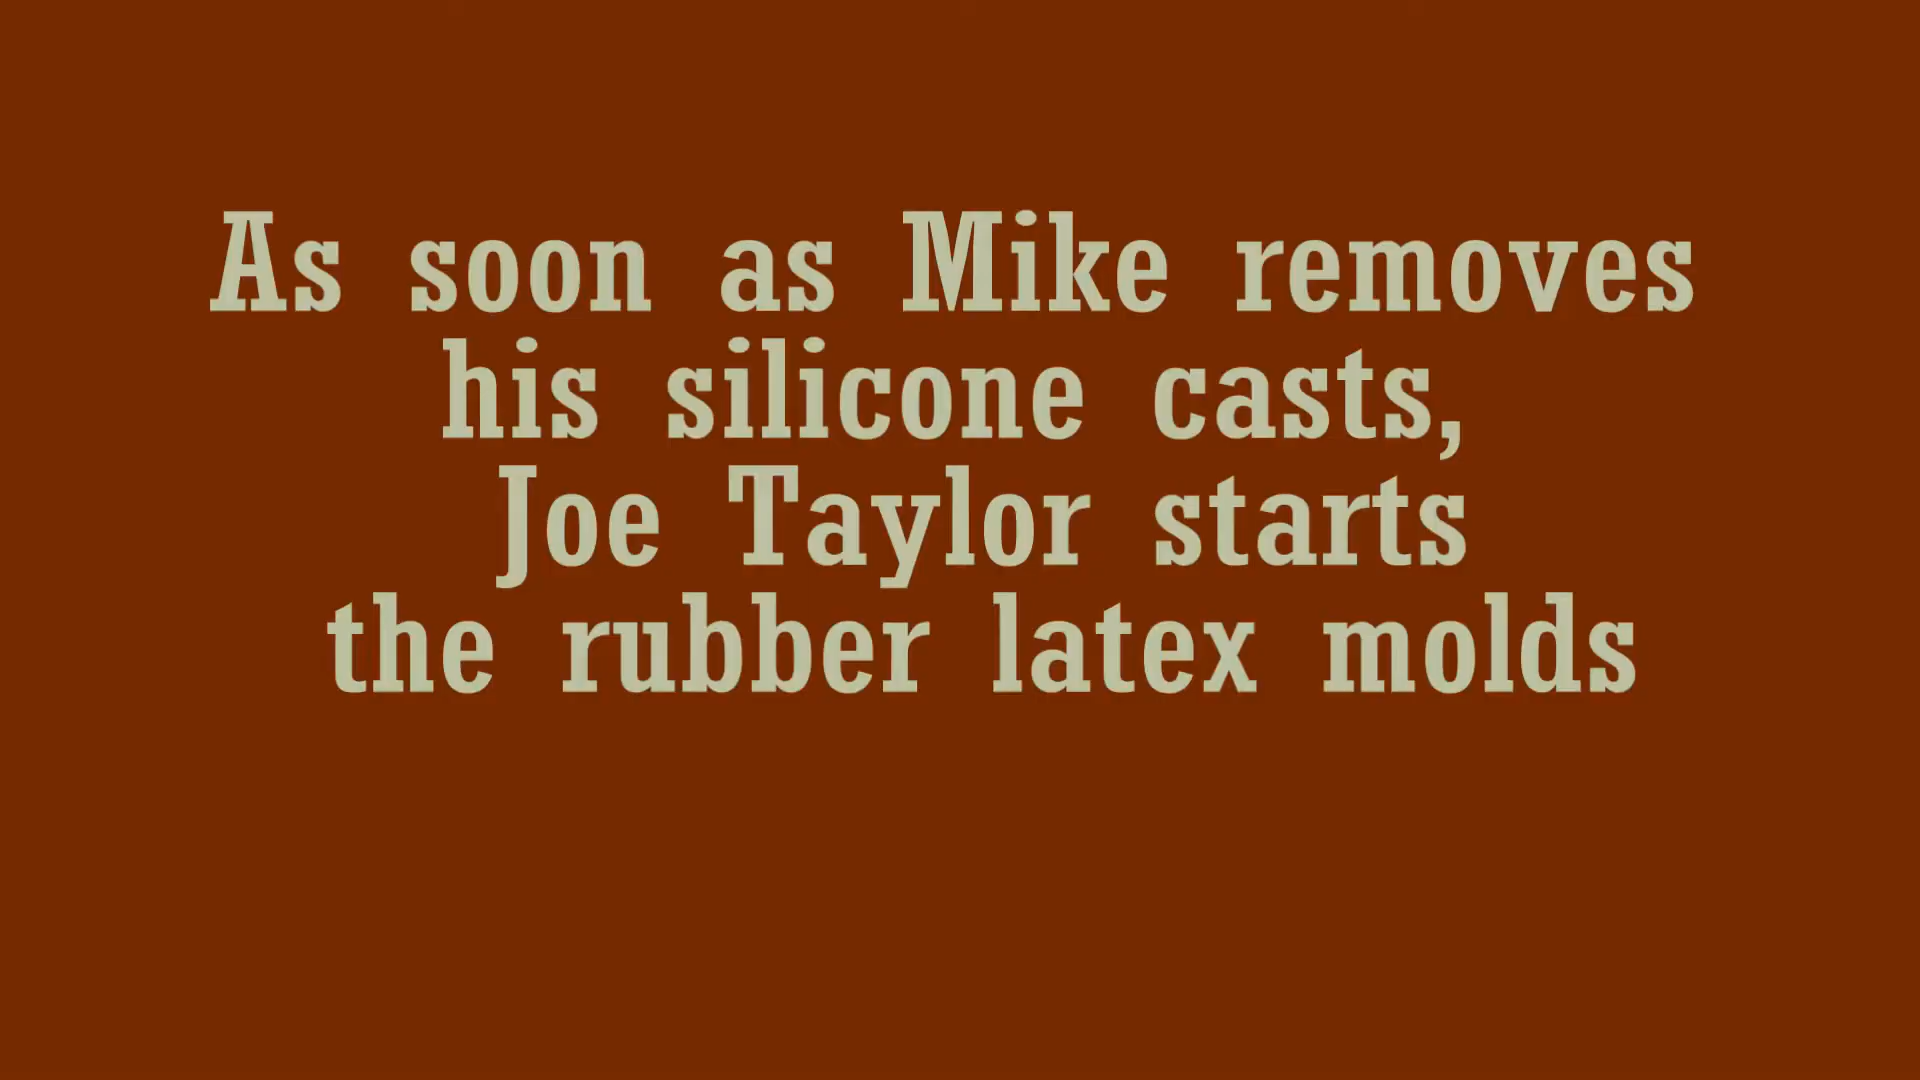 As soon as Mike removes
his silicone casts,
Joe Taylor starts
the rubber latex molds